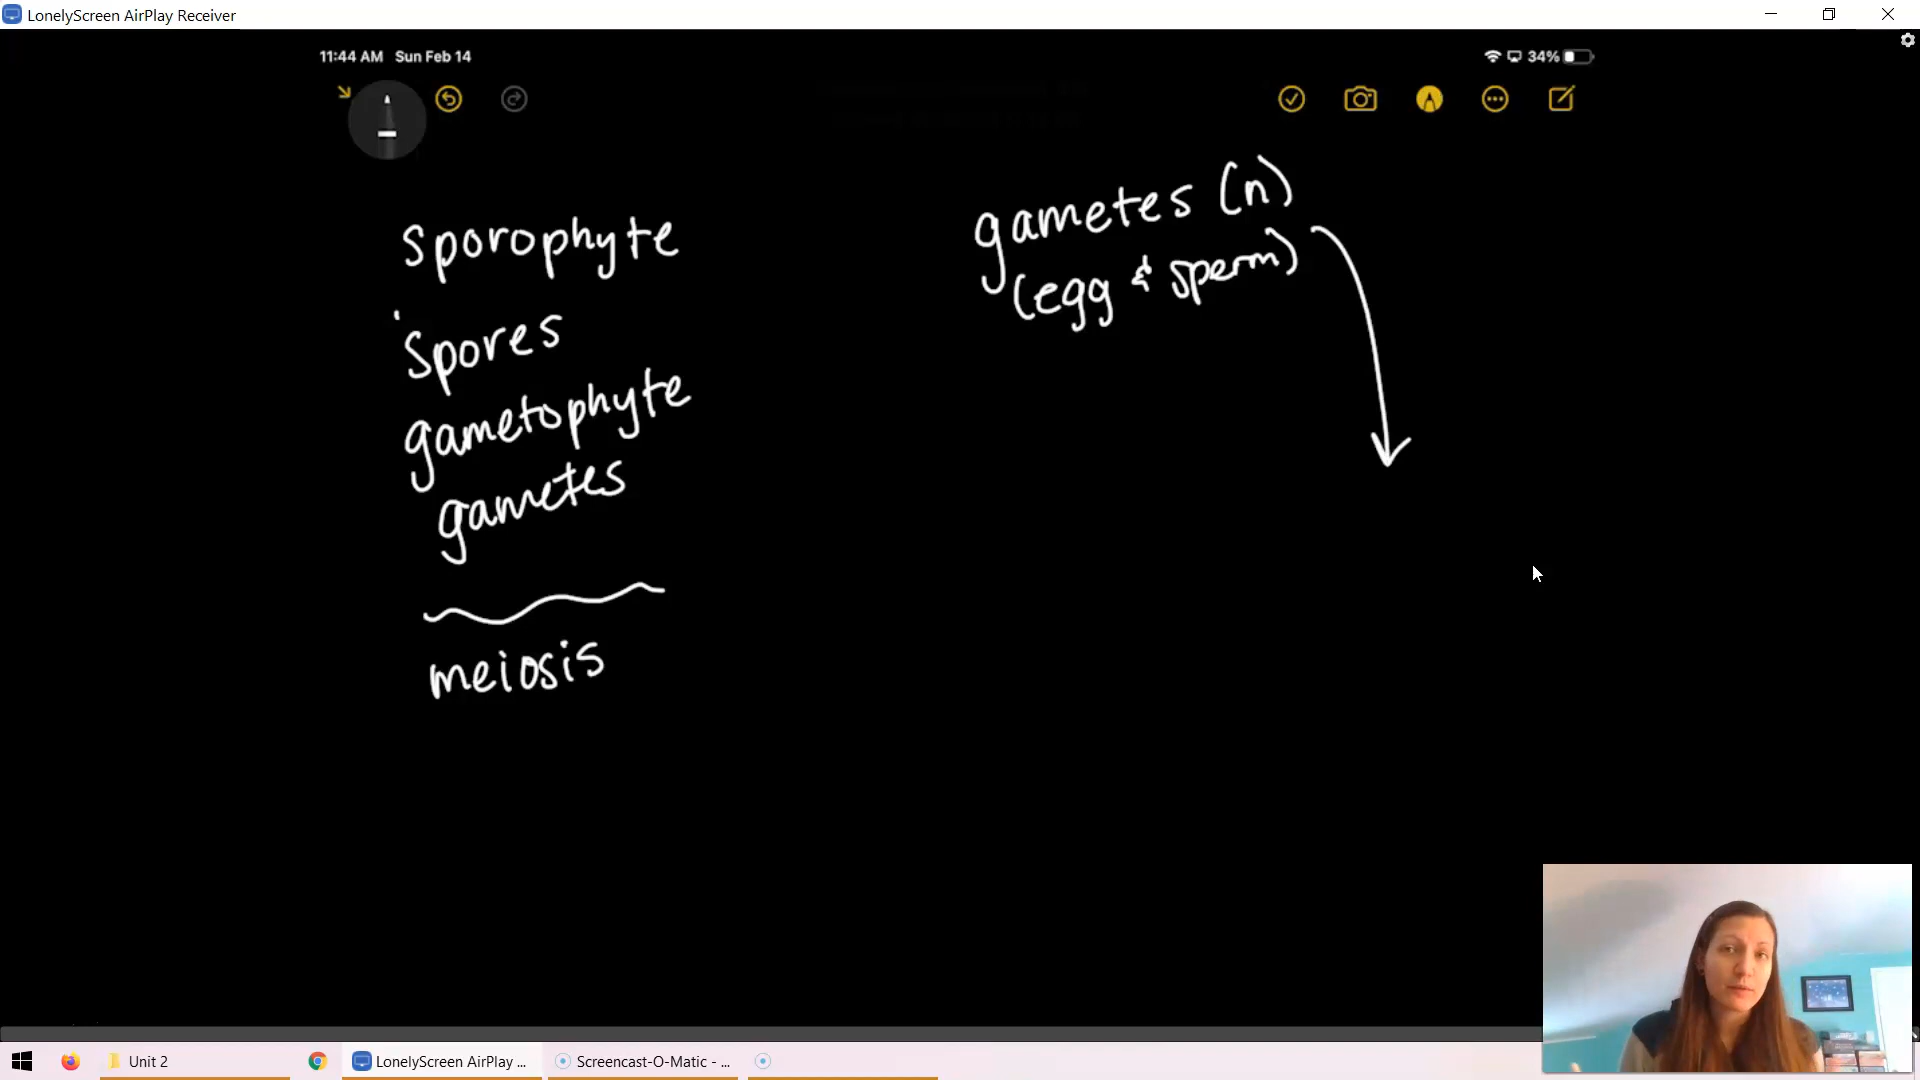 LonelyScreen AirPlay Receiver
11:44 AM Sun Feb 14
34%
sporophyte
spores
gametophyte
gametes
meiosis
gametes (n)
(egg & sperm)
Unit 2
LonelyScreen AirPlay ...
Screencast-O-Matic - ...